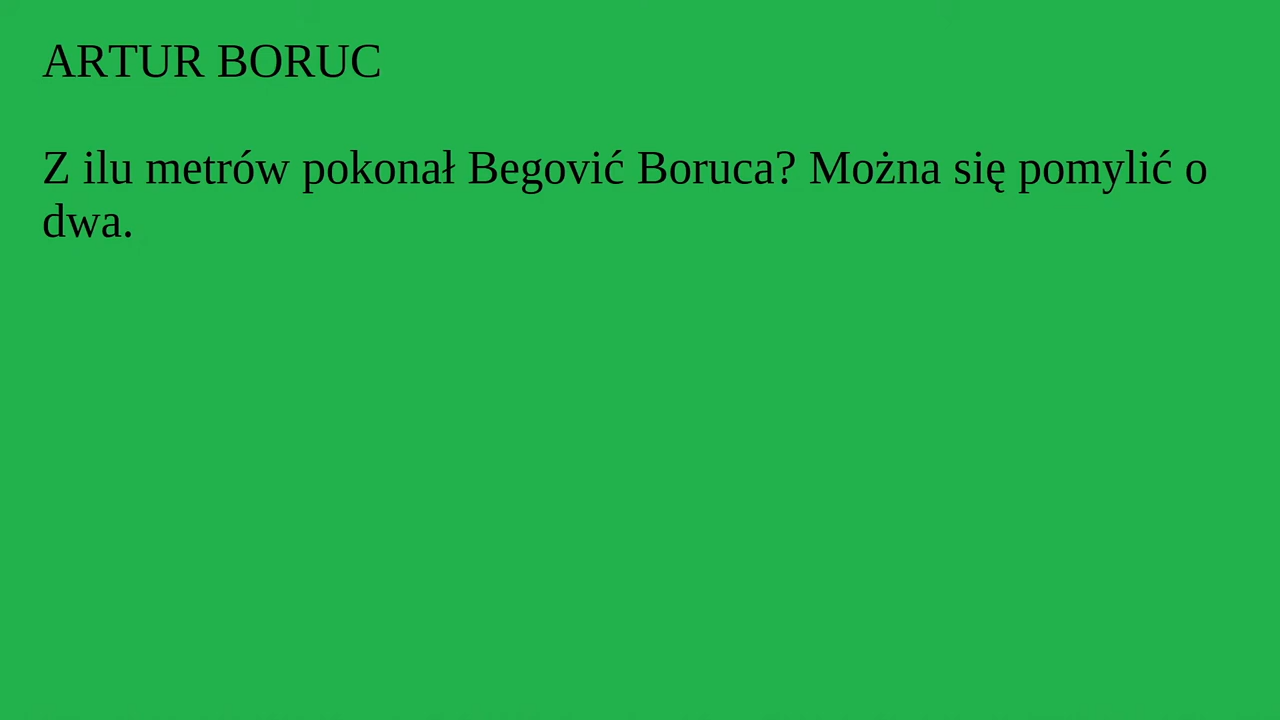 ARTUR BORUC
Z ilu metrów pokonał Begović Boruca? Można się pomylić o
dwa.